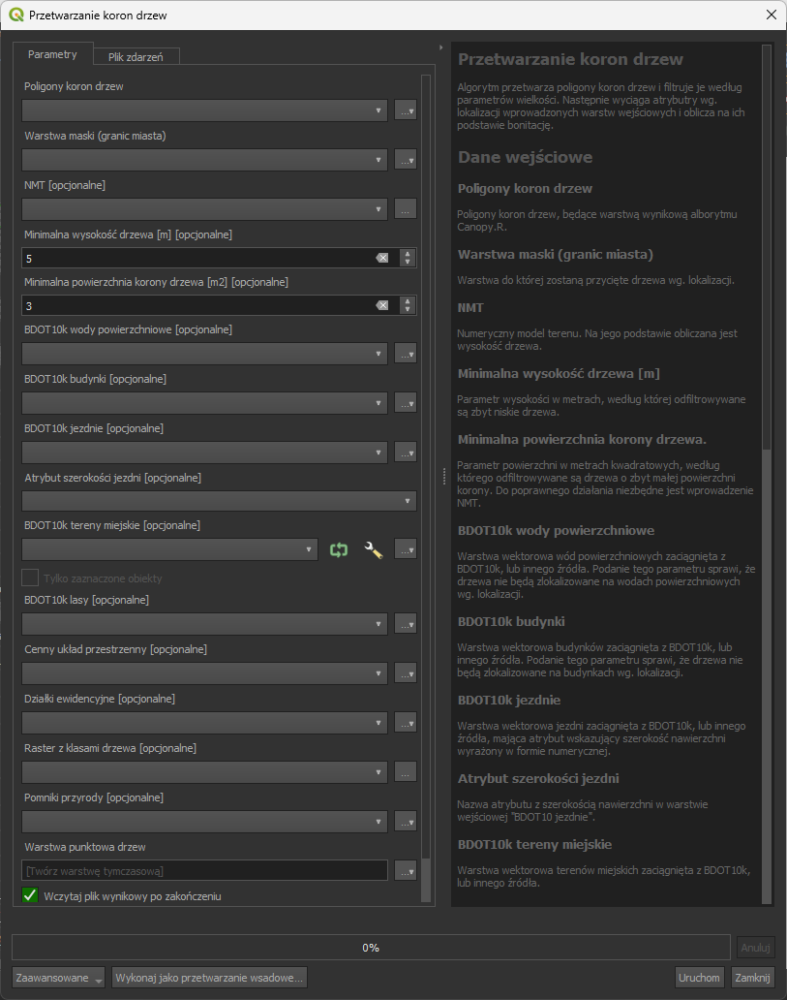 Przetwarzanie koron drzew
Parametry
Plik zdarzeń
Poligony koron drzew
...
Warstwa maski (granic miasta)
...
NMT [opcjonalne]
...
Minimalna wysokość drzewa [m] [opcjonalne]
5
Minimalna powierzchnia korony drzewa [m2] [opcjonalne]
3
BDOT10k wody powierzchniowe [opcjonalne]
...
BDOT10k budynki [opcjonalne]
...
BDOT10k jezdnie [opcjonalne]
...
Atrybut szerokości jezdni [opcjonalne]
BDOT10k tereny miejskie [opcjonalne]
...
Tylko zaznaczone obiekty
BDOT10k lasy [opcjonalne]
...
Cenny układ przestrzenny [opcjonalne]
...
Działki ewidencyjne [opcjonalne]
...
Raster z klasami drzewa [opcjonalne]
...
Pomniki przyrody [opcjonalne]
...
Warstwa punktowa drzew
[Twórz warstwę tymczasową]
...
Wczytaj plik wynikowy po zakończeniu
Przetwarzanie koron drzew
Algorytm przetwarza poligony koron drzew i filtruje je według
parametrów wielkości. Następnie wyciąga atrybutry wg.
lokalizacji wprowadzonych warstw wejściowych i oblicza na ich
podstawie bonitację.
Dane wejściowe
Poligony koron drzew
Poligony koron drzew, będące warstwą wynikową alborytmu
Canopy.R.
Warstwa maski (granic miasta)
Warstwa do której zostaną przycięte drzewa wg. lokalizacji.
NMT
Numeryczny model terenu. Na jego podstawie obliczana jest
wysokość drzewa.
Minimalna wysokość drzewa [m]
Parametr wysokości w metrach, według której odfiltrowywane
są zbyt niskie drzewa.
Minimalna powierzchnia korony drzewa.
Parametr powierzchni w metrach kwadratowych, według
którego odfiltrowywane są drzewa o zbyt małej powierzchni
korony. Do poprawnego działania niezbędne jest wprowadzenie
NMT.
BDOT10k wody powierzchniowe
Warstwa wektorowa wód powierzchniowych zaciągnięta z
BDOT10k, lub innego źródła. Podanie tego parametru sprawi, że
drzewa nie będą zlokalizowane na wodach powierzchniowych
wg. lokalizacji.
BDOT10k budynki
Warstwa wektorowa budynków zaciągnięta z BDOT10k, lub
innego źródła. Podanie tego parametru sprawi, że drzewa nie
będą zlokalizowane na budynkach wg. lokalizacji.
BDOT10k jezdnie
Warstwa wektorowa jezdni zaciągnięta z BDOT10k, lub innego
źródła, mająca atrybut wskazujący szerokość nawierzchni
wyrażony w formie numerycznej.
Atrybut szerokości jezdni
Nazwa atrybutu z szerokością nawierzchni w warstwie
wejściowej "BDOT10 jezdnie".
BDOT10k tereny miejskie
Warstwa wektorowa terenów miejskich zaciągnięta z BDOT10k,
lub innego źródła.
0%
Anuluj
Zaawansowane
Wykonaj jako przetwarzanie wsadowe...
Uruchom
Zamknij